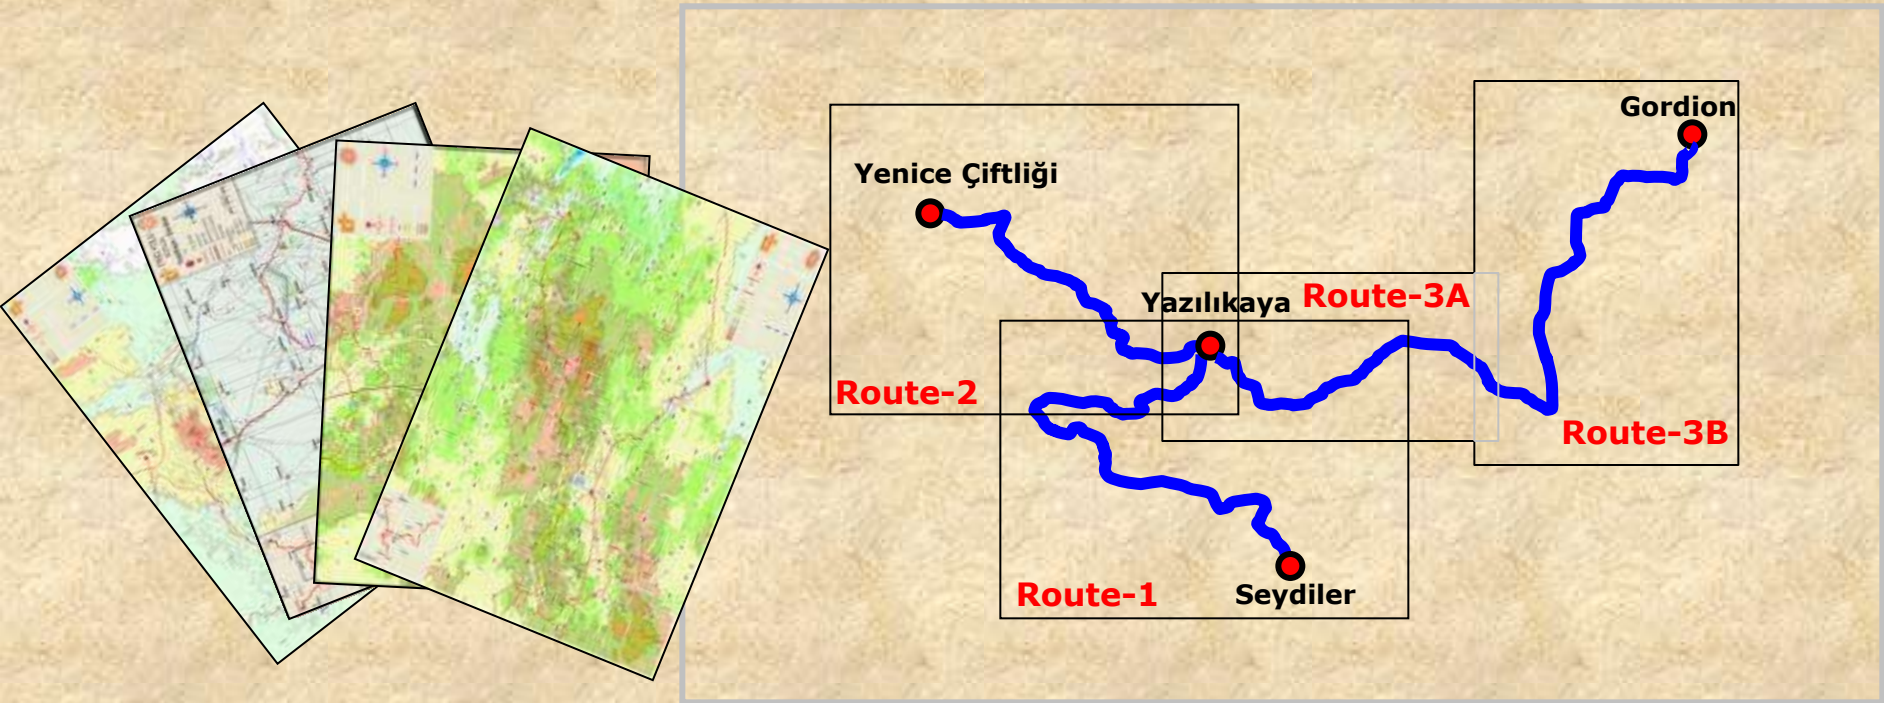 Gordion
Yenice Çiftliği
Yazılıkaya
Route-3A
Route-2
Route-3B
Route-1
Seydiler